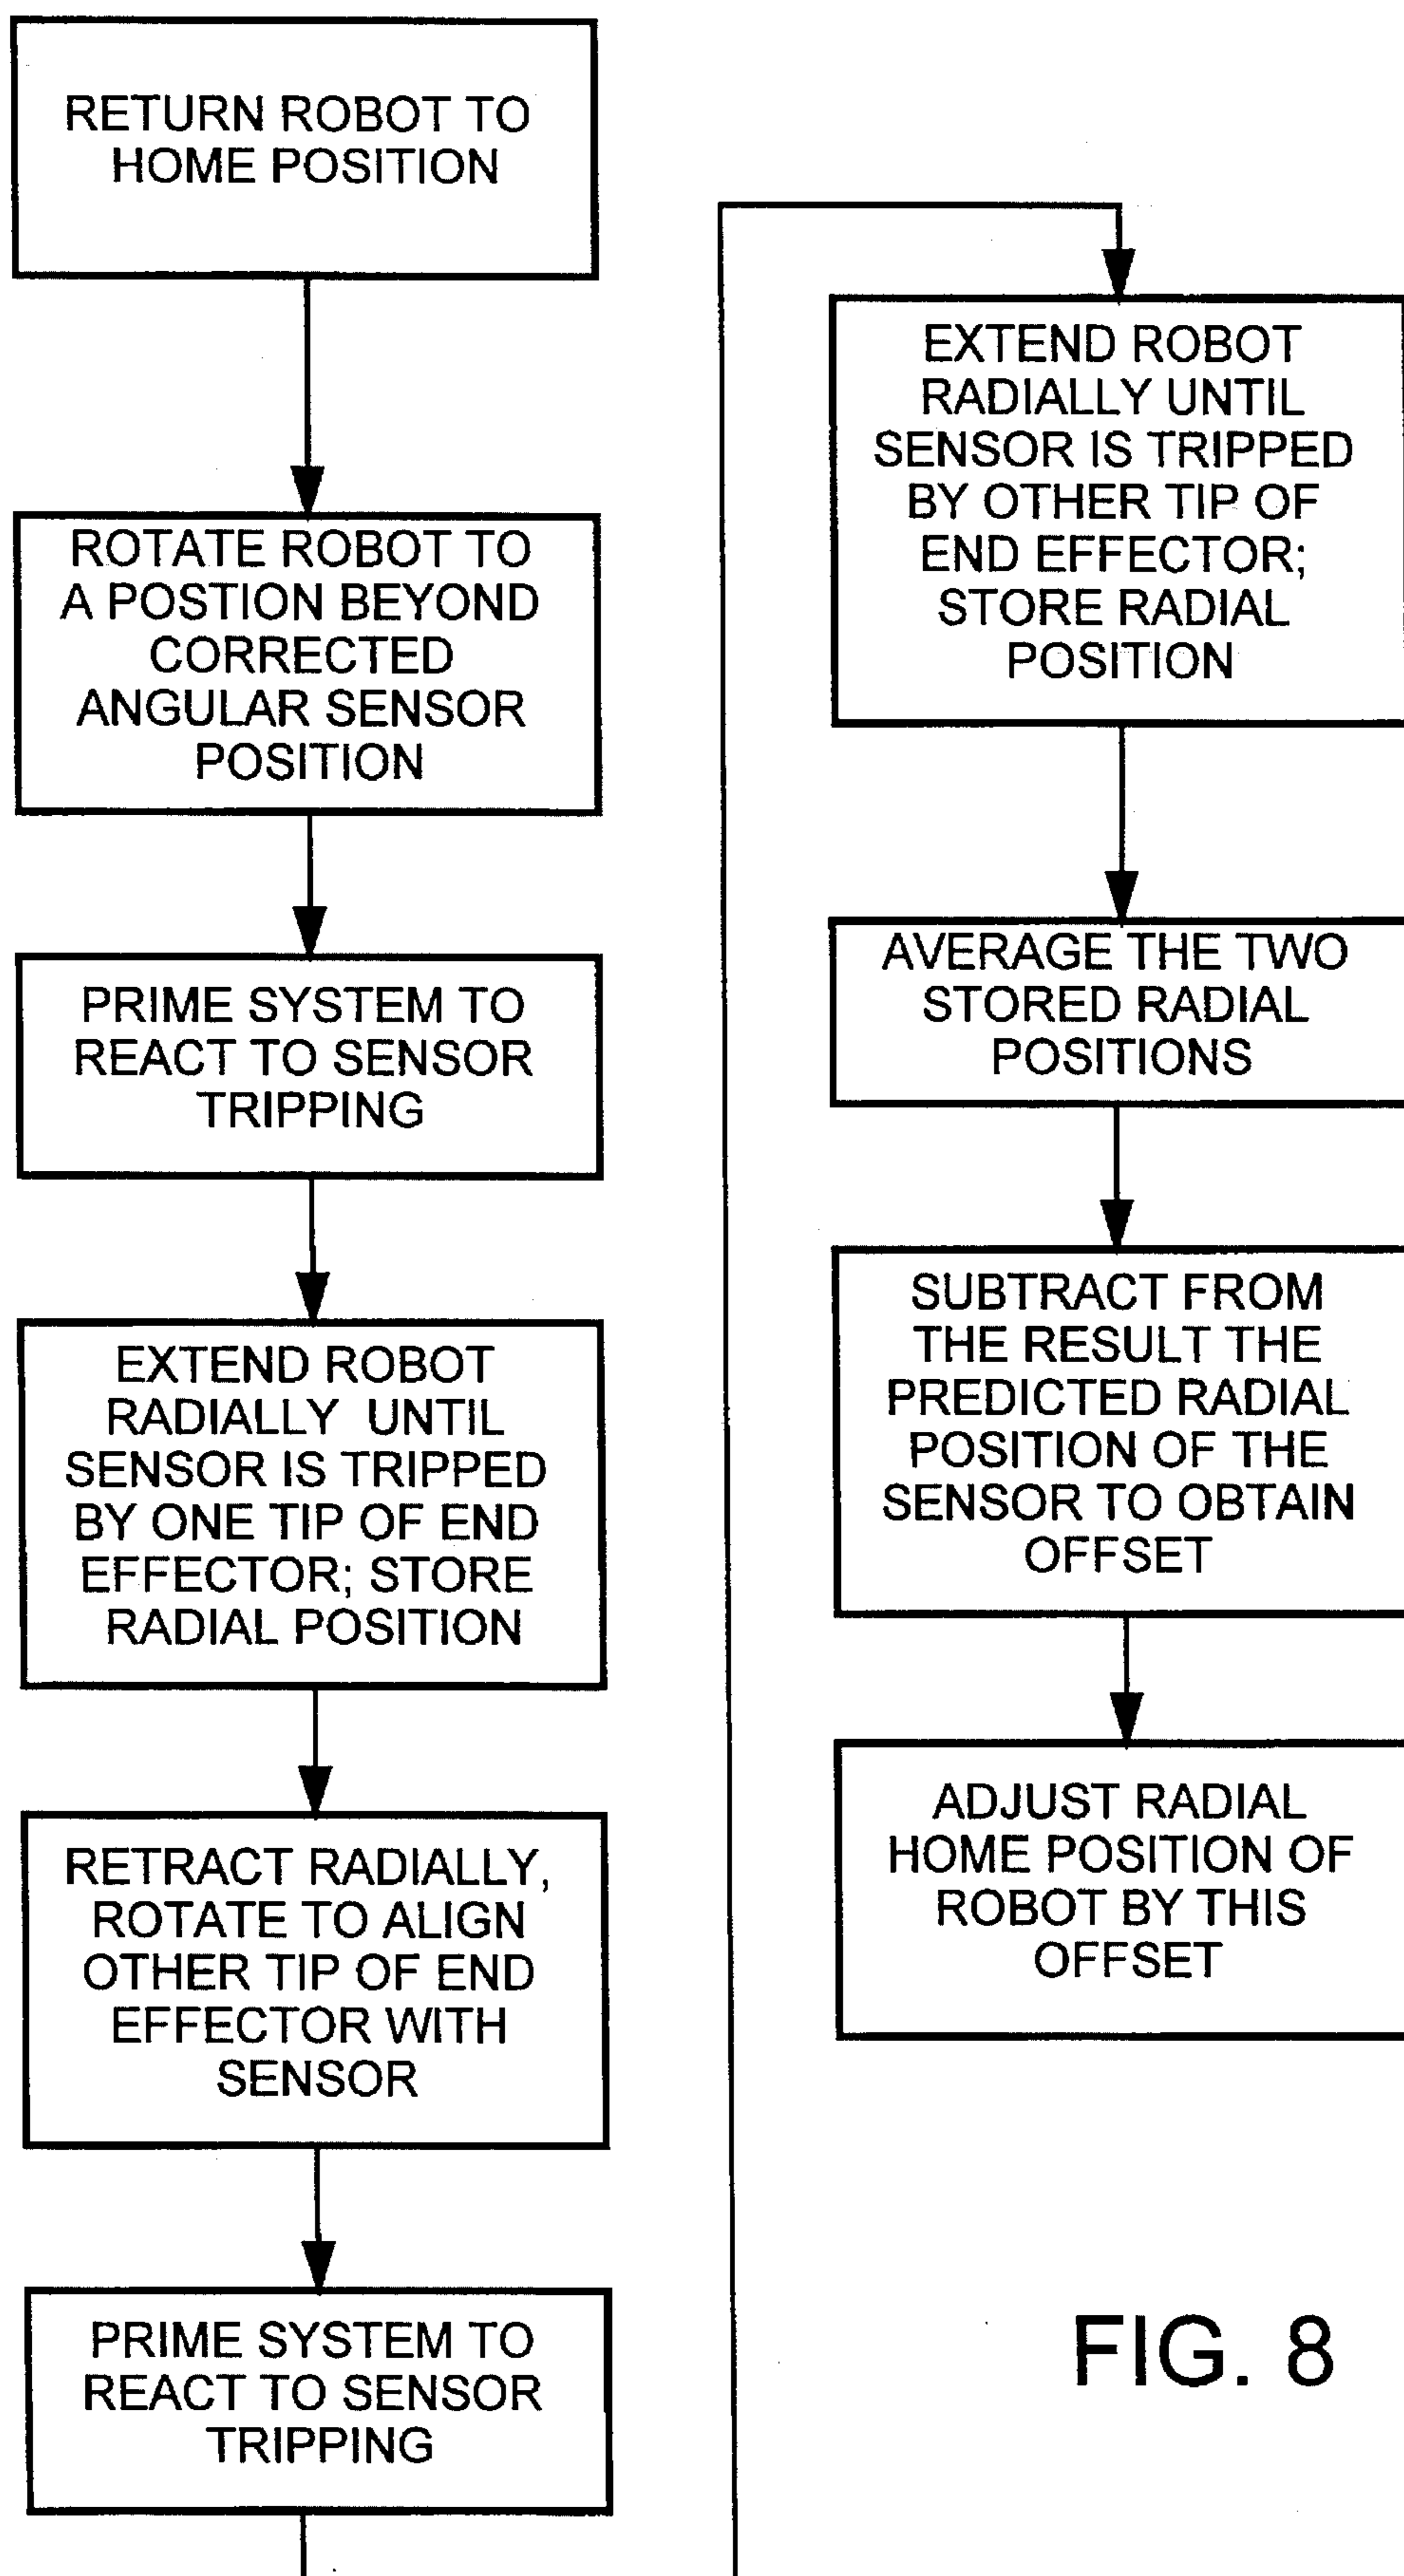 RETURN ROBOT TO
HOME POSITION
ROTATE ROBOT TO
A POSTION BEYOND
CORRECTED
ANGULAR SENSOR
POSITION
PRIME SYSTEM TO
REACT TO SENSOR
TRIPPING
EXTEND ROBOT
RADIALLY UNTIL
SENSOR IS TRIPPED
BY ONE TIP OF END
EFFECTOR; STORE
RADIAL POSITION
RETRACT RADIALLY,
ROTATE TO ALIGN
OTHER TIP OF END
EFFECTOR WITH
SENSOR
PRIME SYSTEM TO
REACT TO SENSOR
TRIPPING
EXTEND ROBOT
RADIALLY UNTIL
SENSOR IS TRIPPED
BY OTHER TIP OF
END EFFECTOR;
STORE RADIAL
POSITION
AVERAGE THE TWO
STORED RADIAL
POSITIONS
SUBTRACT FROM
THE RESULT THE
PREDICTED RADIAL
POSITION OF THE
SENSOR TO OBTAIN
OFFSET
ADJUST RADIAL
HOME POSITION OF
ROBOT BY THIS
OFFSET
FIG. 8